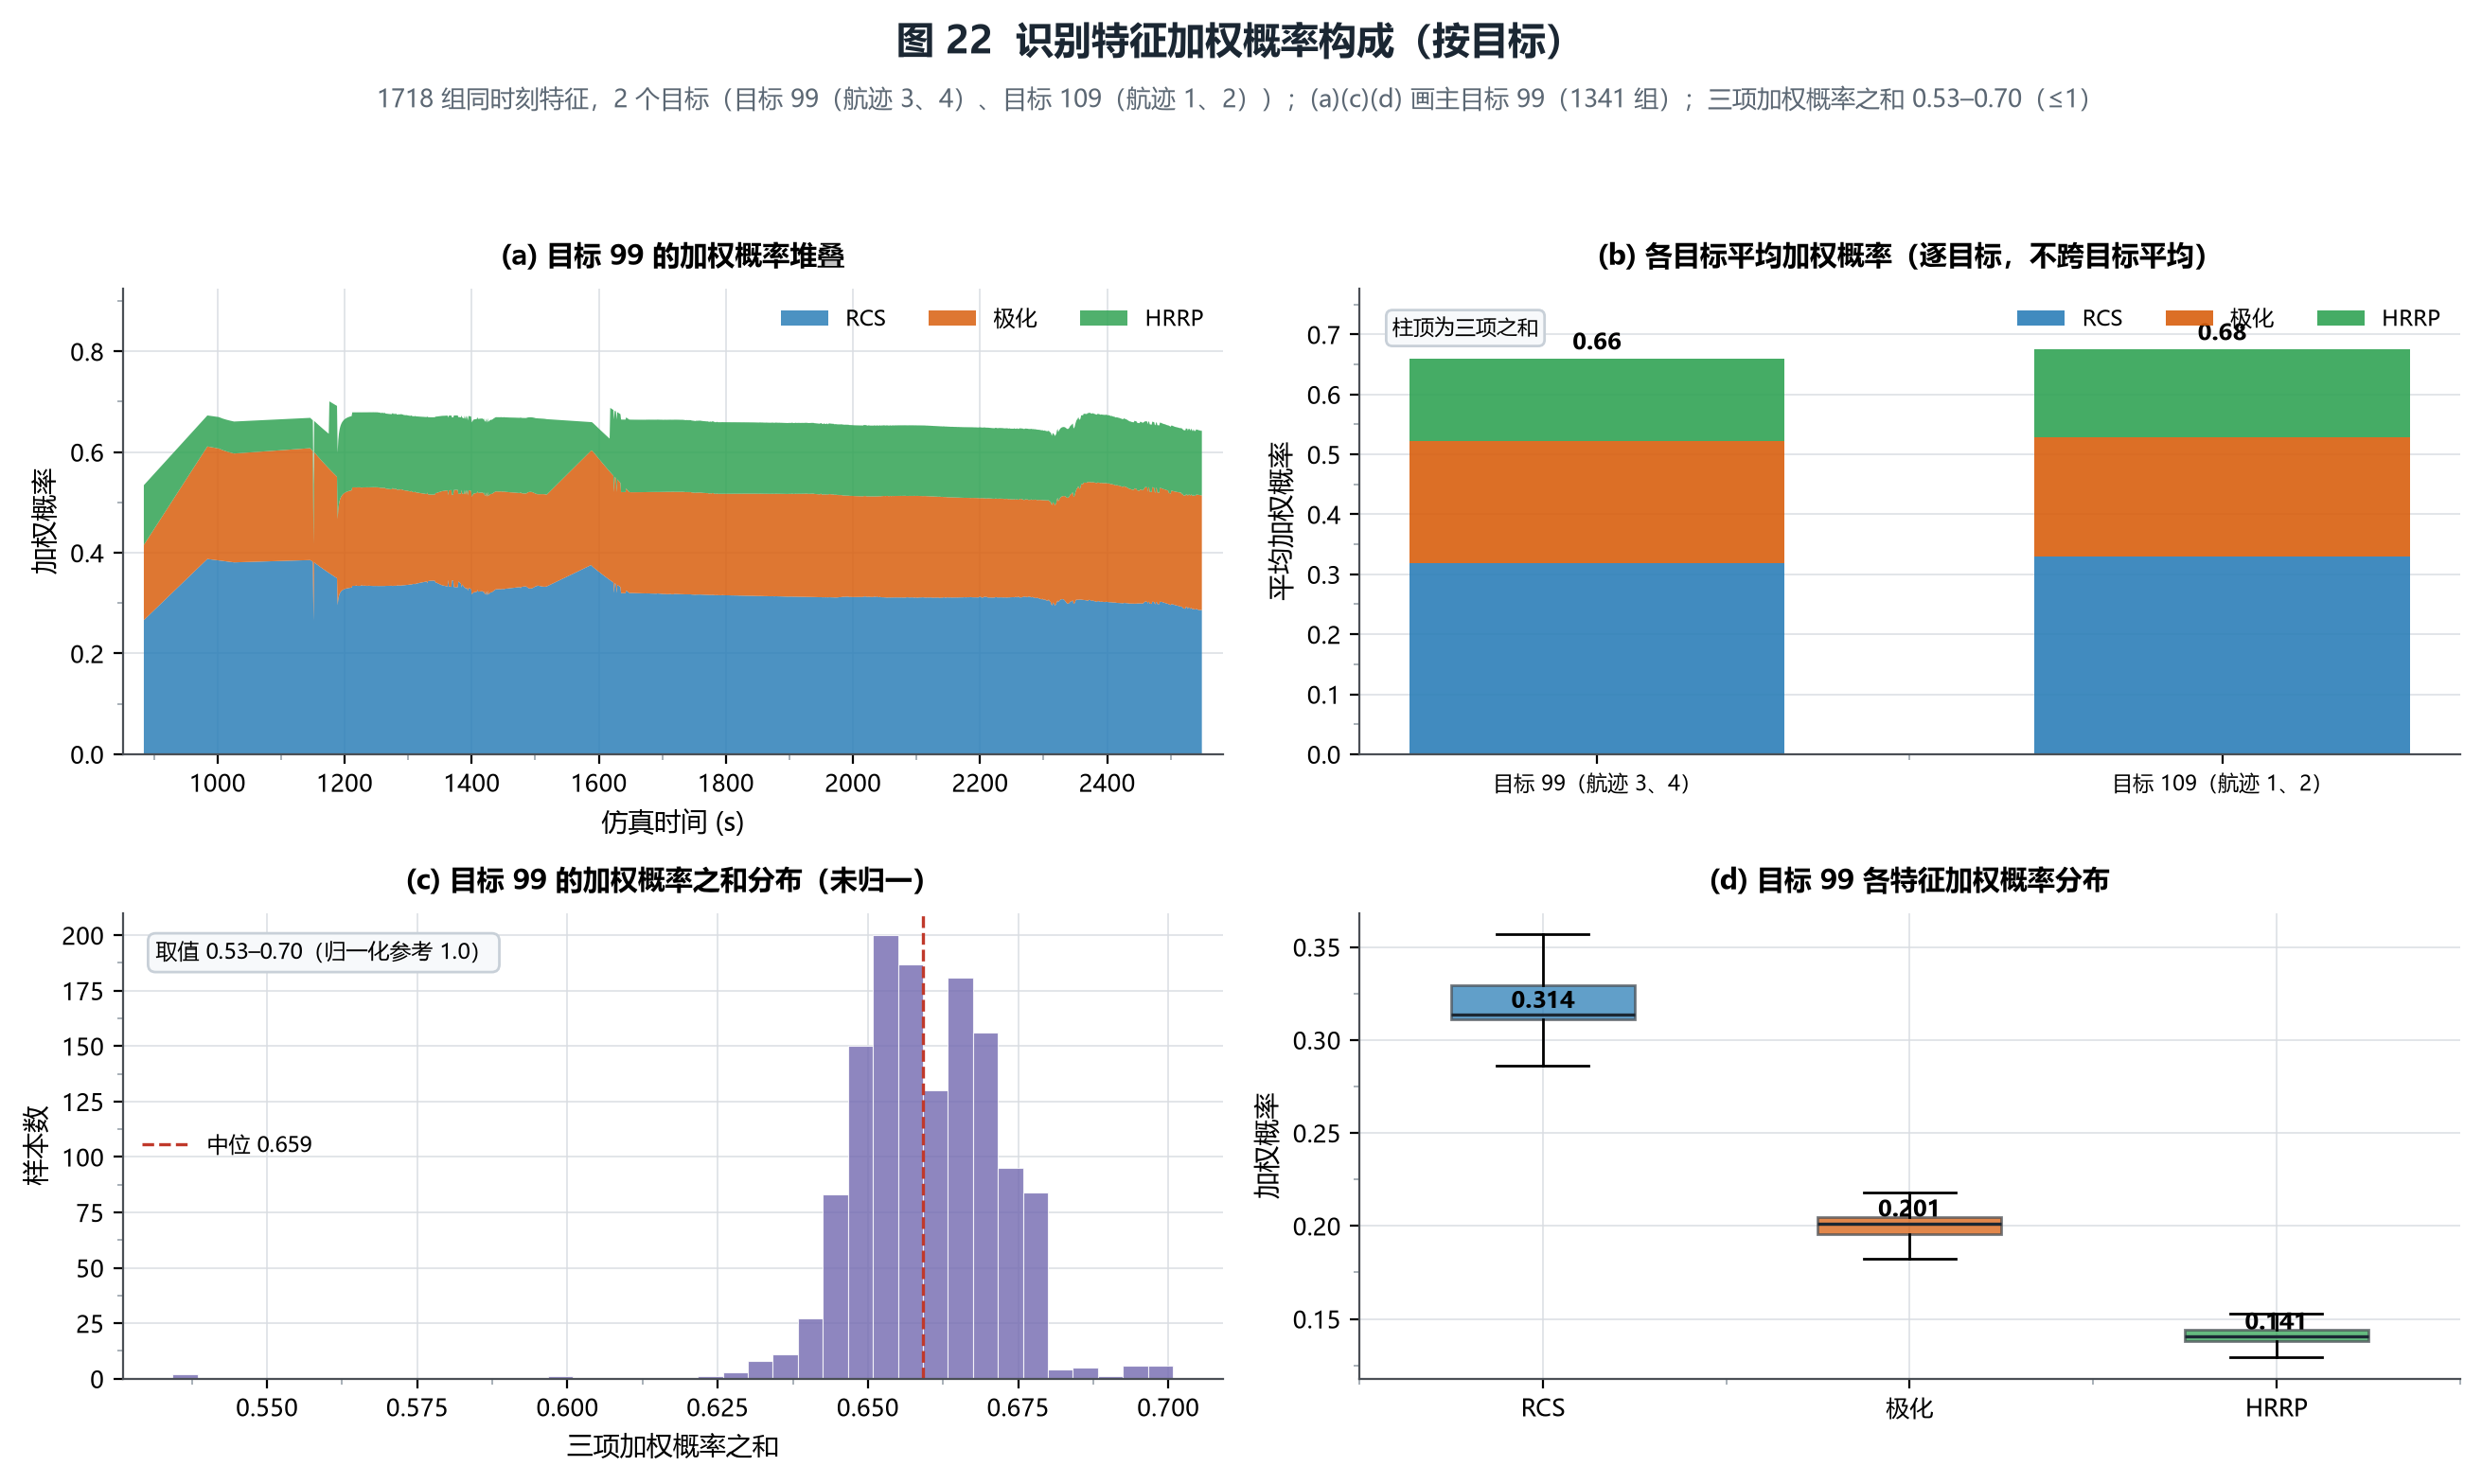 图 22 识别特征加权概率构成（按目标）
1718 组同时刻特征，2 个目标（目标 99（航迹 3、4）、目标 109（航迹 1、2））；(a)(c)(d) 画主目标 99（1341 组）；三项加权概率之和 0.53–0.70（≤1）
(a) 目标 99 的加权概率堆叠
RCS 极化 HRRP
加权概率
0.8
0.6
0.4
0.2
0.0
1000 1200 1400 1600 1800 2000 2200 2400
仿真时间 (s)
(b) 各目标平均加权概率（逐目标，不跨目标平均）
柱顶为三项之和
RCS 极化 HRRP
0.66
0.68
平均加权概率
0.7
0.6
0.5
0.4
0.3
0.2
0.1
0.0
目标 99（航迹 3、4） 目标 109（航迹 1、2）
(c) 目标 99 的加权概率之和分布（未归一）
取值 0.53–0.70（归一化参考 1.0）
中位 0.659
样本数
200
175
150
125
100
75
50
25
0
0.550 0.575 0.600 0.625 0.650 0.675 0.700
三项加权概率之和
(d) 目标 99 各特征加权概率分布
加权概率
0.35
0.30
0.25
0.20
0.15
0.314
0.201
0.141
RCS 极化 HRRP